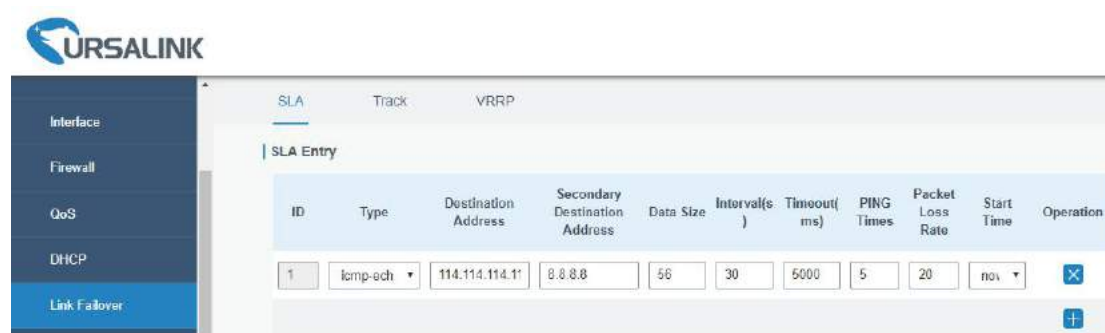 URSALINK
SLA Track VRRP
Interface
SLA Entry
Firewall
ID Type Destination Address Secondary Destination Address Data Size Interval(s) Timeout(ms) PING Times Packet Loss Rate Start Time Operation
QoS
DHCP
1 icmp-ech 114.114.114.11 8.8.8.8 56 30 5000 5 20 nov
Link Failover